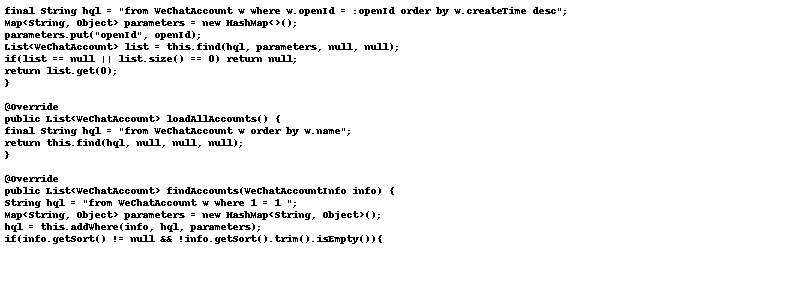 final String hql = "from WeChatAccount w where w.openId = :openId order by w.createTime desc";
Map<String, Object> parameters = new HashMap<>();
parameters.put("openId", openId);
List<WeChatAccount> list = this.find(hql, parameters, null, null);
if(list == null || list.size() == 0) return null;
return list.get(0);
}

@Override
public List<WeChatAccount> loadAllAccounts() {
final String hql = "from WeChatAccount w order by w.name";
return this.find(hql, null, null, null);
}

@Override
public List<WeChatAccount> findAccounts(WeChatAccountInfo info) {
String hql = "from WeChatAccount w where 1 = 1 ";
Map<String, Object> parameters = new HashMap<String, Object>();
hql = this.addWhere(info, hql, parameters);
if(info.getSort() != null && !info.getSort().trim().isEmpty()){